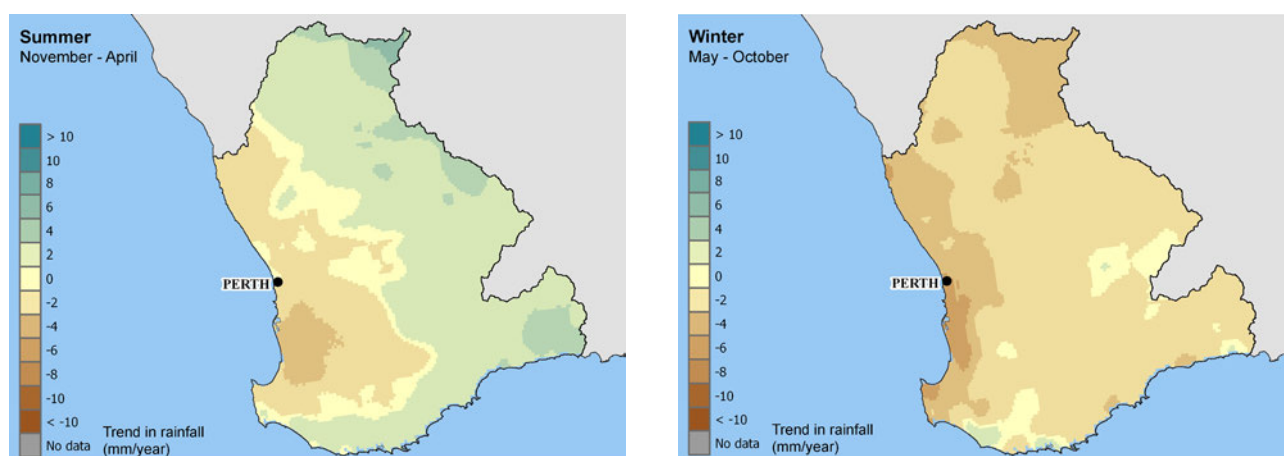 Summer
November - April
> 10
10
8
6
4
2
0
-2
-4
-6
-8
-10
< -10
No data
Trend in rainfall
(mm/year)
PERTH
Winter
May - October
> 10
10
8
6
4
2
0
-2
-4
-6
-8
-10
< -10
No data
Trend in rainfall
(mm/year)
PERTH